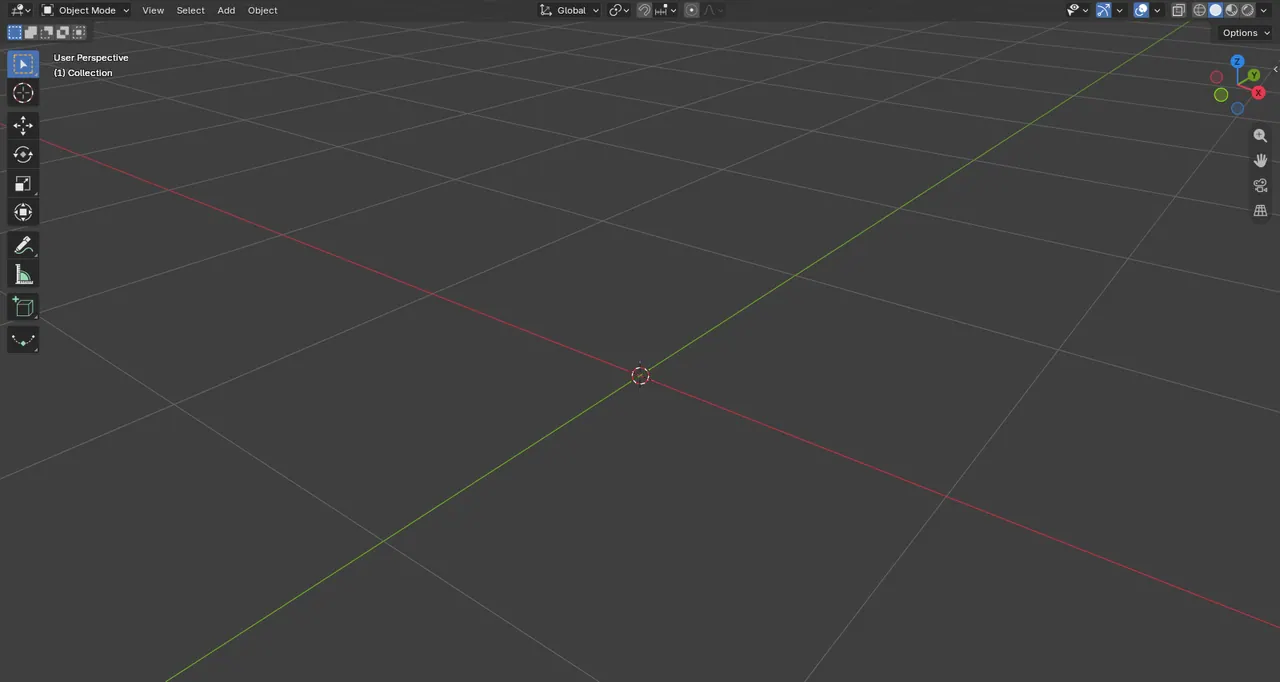 Object Mode View Select Add Object Global
Options
User Perspective
(1) Collection
Z
Y
X